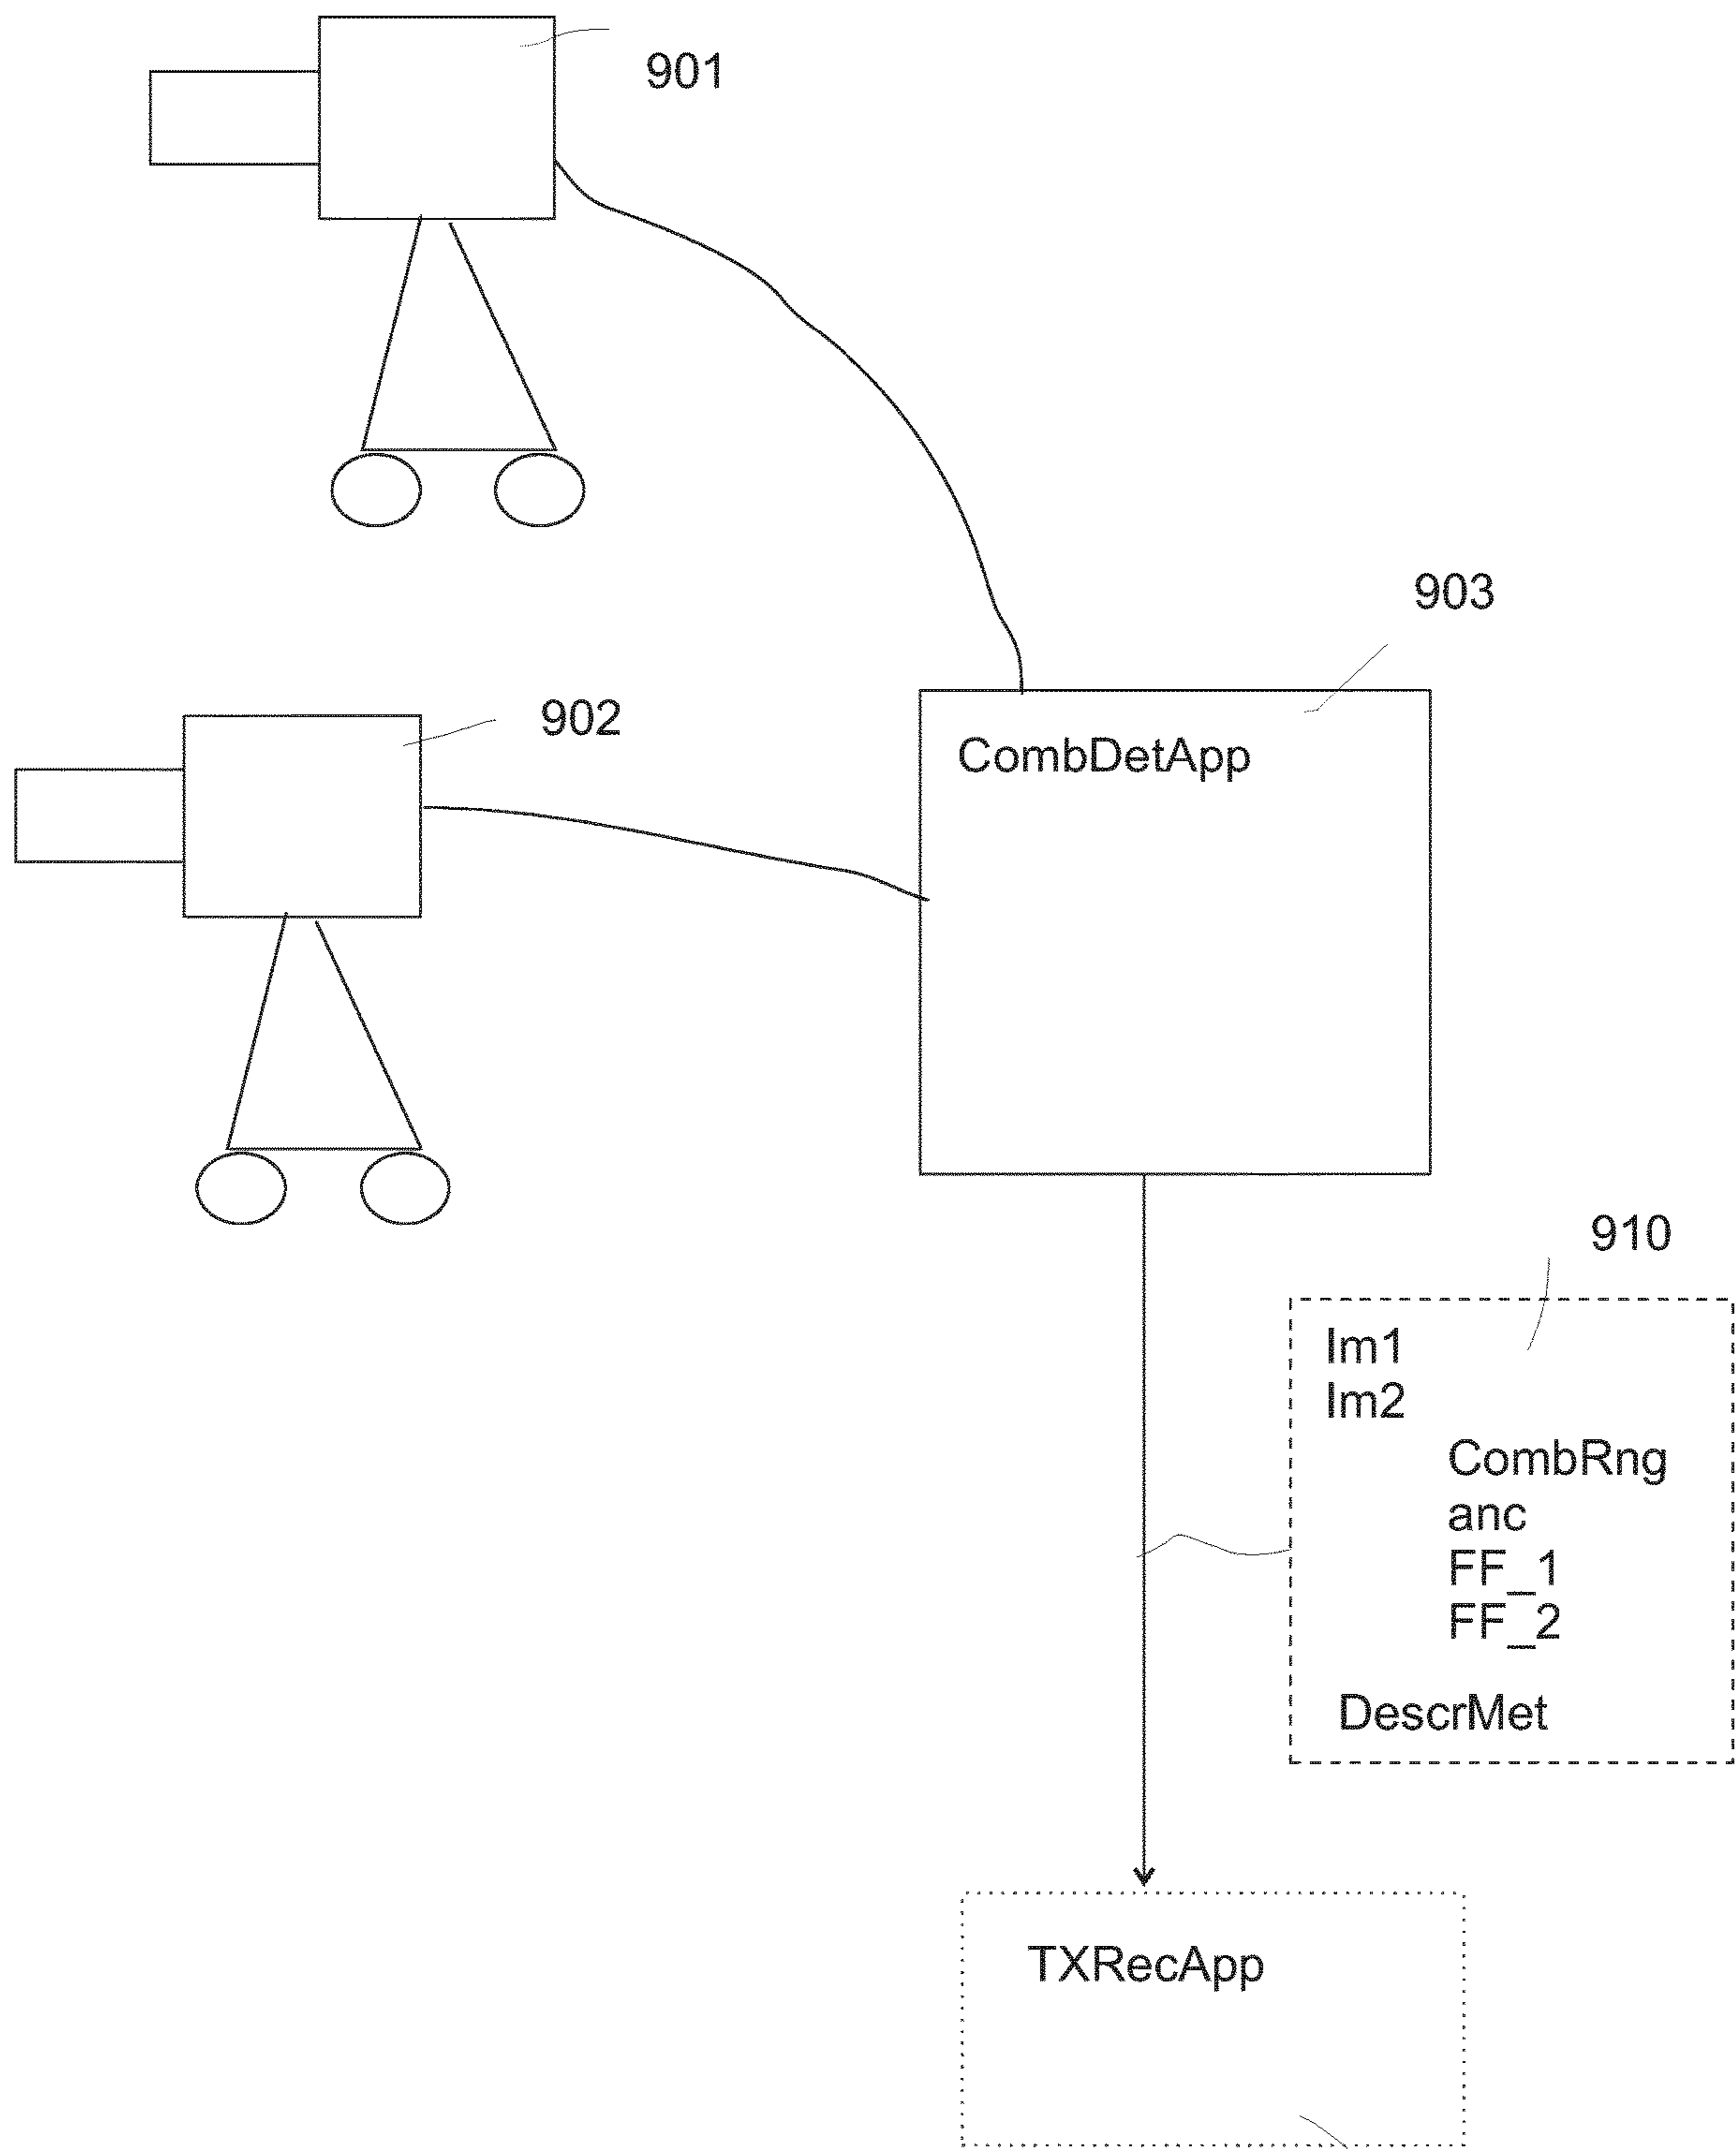 901
903
902
CombDetApp
910
Im1
Im2
CombRng
anc
FF_1
FF_2
DescrMet
TXRecApp